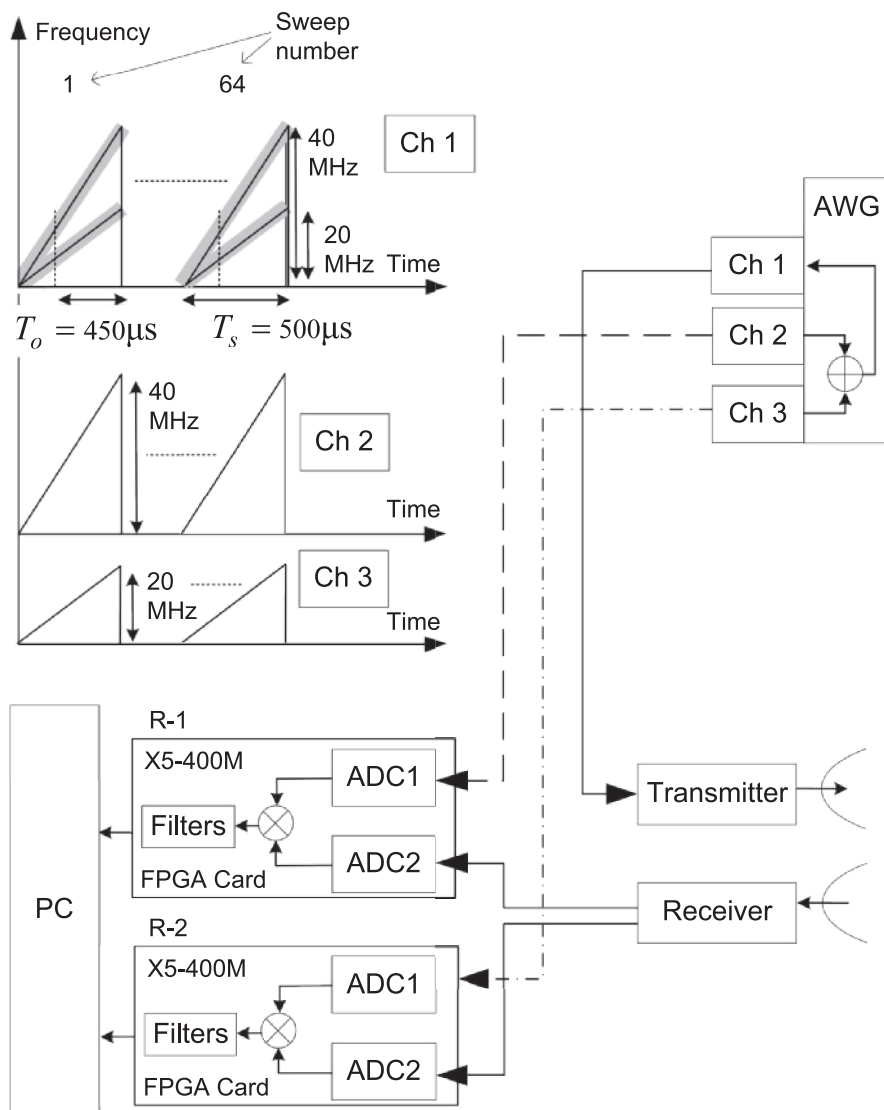 Frequency
Sweep
number
1
64
40
MHz
Ch 1
20
MHz
Time
T_o = 450μs
T_s = 500μs
AWG
Ch 1
Ch 2
Ch 3
40
MHz
Ch 2
Time
20
MHz
Ch 3
Time
R-1
X5-400M
ADC1
Filters
ADC2
FPGA Card
PC
R-2
X5-400M
ADC1
Filters
ADC2
FPGA Card
Transmitter
Receiver